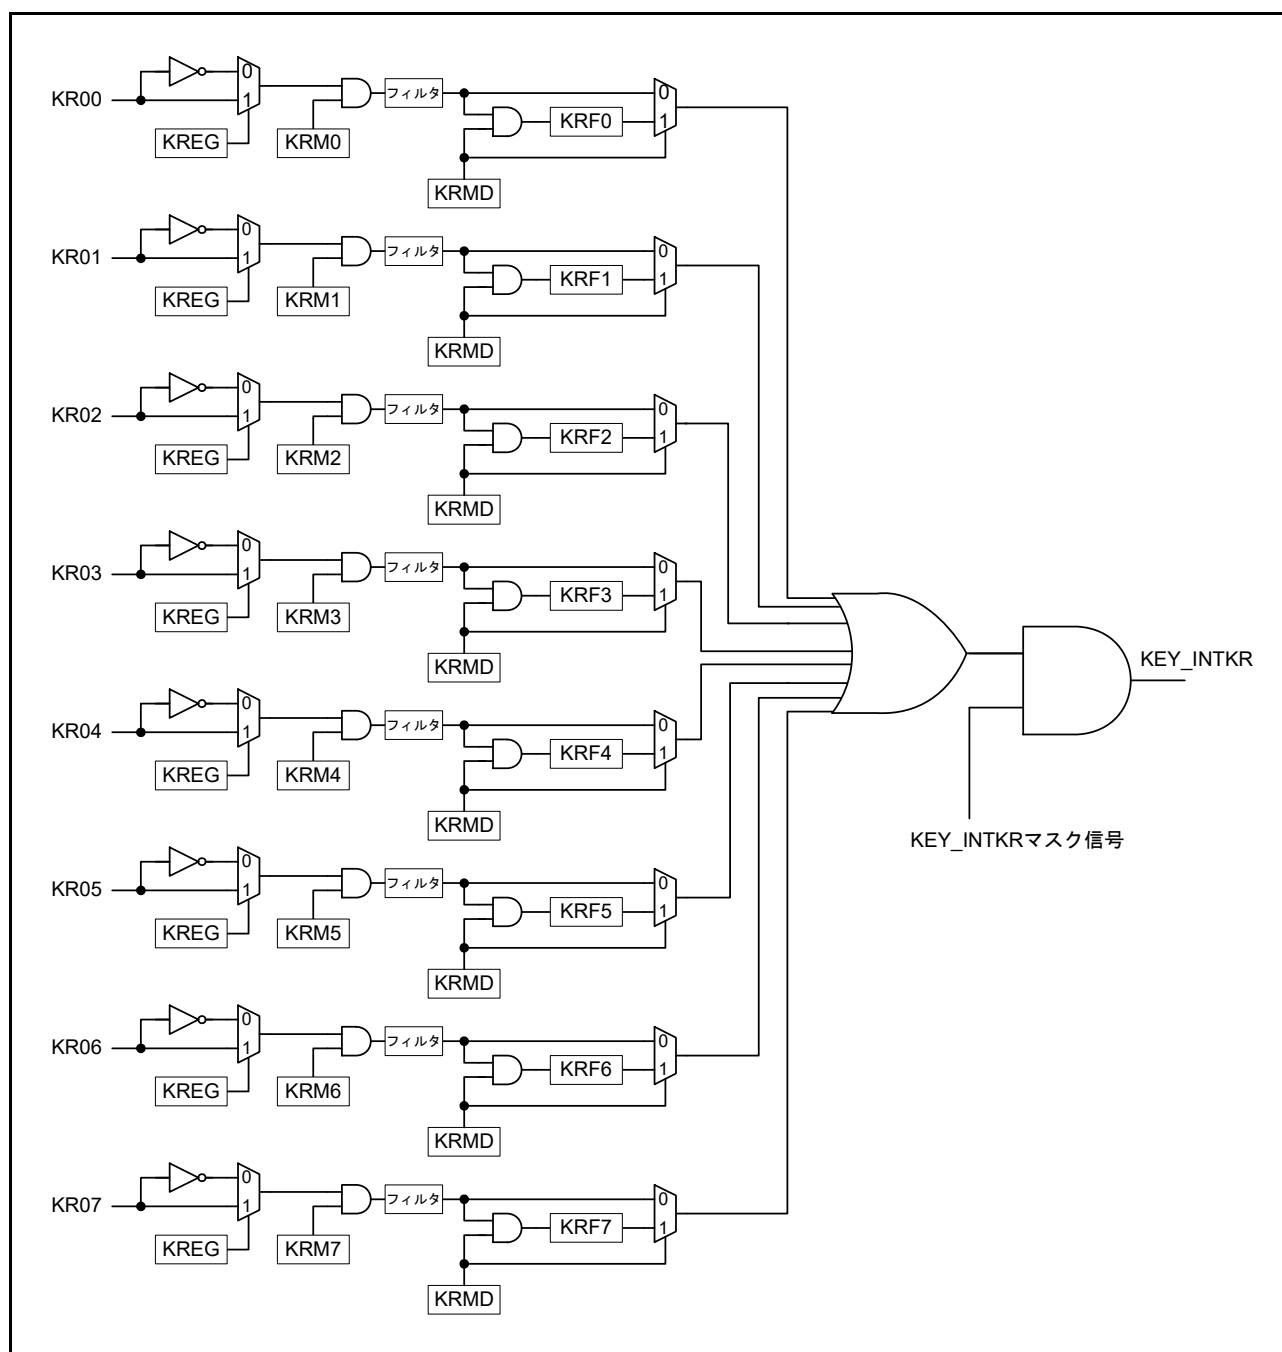 KR00
0
1
KREG
KRM0
フィルタ
KRF0
0
1
KRMD
KR01
0
1
KREG
KRM1
フィルタ
KRF1
0
1
KRMD
KR02
0
1
KREG
KRM2
フィルタ
KRF2
0
1
KRMD
KR03
0
1
KREG
KRM3
フィルタ
KRF3
0
1
KRMD
KR04
0
1
KREG
KRM4
フィルタ
KRF4
0
1
KRMD
KR05
0
1
KREG
KRM5
フィルタ
KRF5
0
1
KRMD
KR06
0
1
KREG
KRM6
フィルタ
KRF6
0
1
KRMD
KR07
0
1
KREG
KRM7
フィルタ
KRF7
0
1
KRMD
KEY_INTKR
KEY_INTKRマスク信号